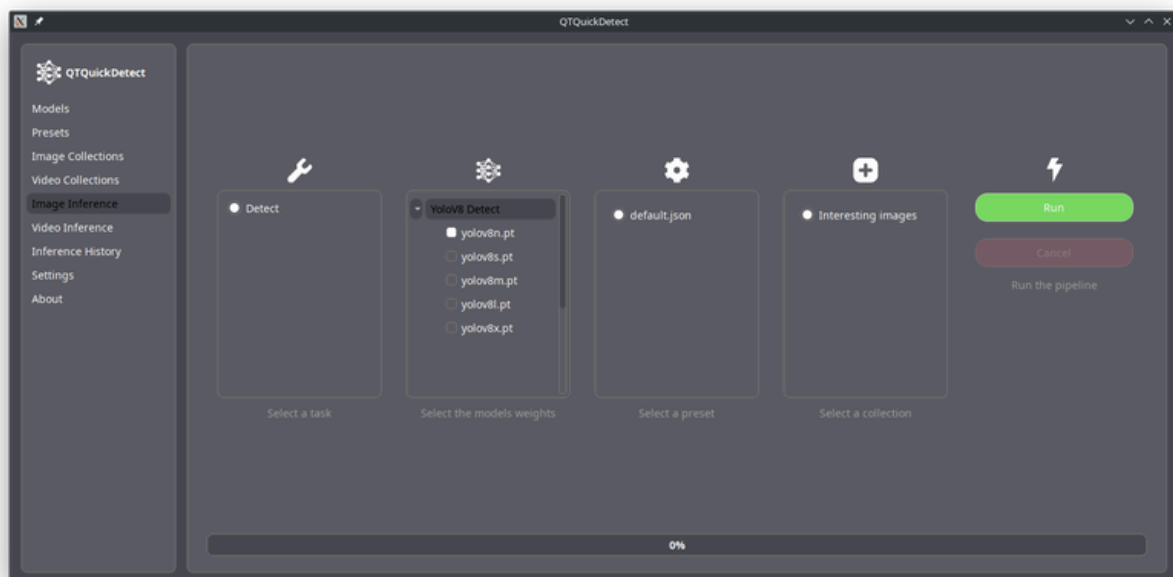 QTQuickDetect
QTQuickDetect
Models
Presets
Image Collections
Video Collections
Image Inference
Video Inference
Inference History
Settings
About
Detect
Select a task
YoloV8 Detect
yolov8n.pt
yolov8s.pt
yolov8m.pt
yolov8l.pt
yolov8x.pt
Select the models weights
default.json
Select a preset
Interesting images
Select a collection
Run
Cancel
Run the pipeline
0%